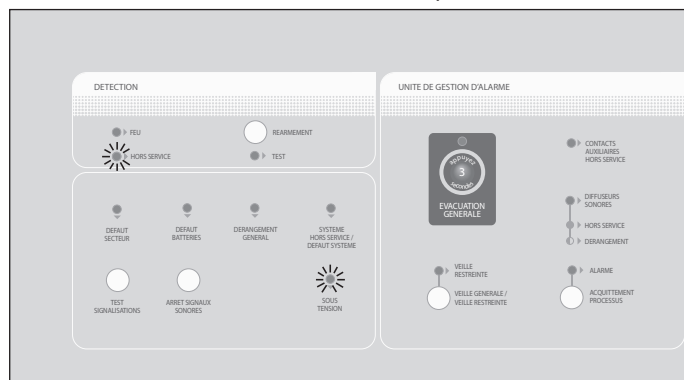 DETECTION
FEU
REARMEMENT
HORS SERVICE
TEST
DEFAUT
SECTEUR
DEFAUT
BATTERIES
DERANGEMENT
GENERAL
SYSTEME
HORS SERVICE /
DEFAUT SYSTEME
TEST
SIGNALISATIONS
ARRET SIGNAUX
SONORES
SOUS
TENSION
UNITE DE GESTION D'ALARME
appuyez
3
secondes
EVACUATION
GENERALE
CONTACTS
AUXILIAIRES
HORS SERVICE
DIFFUSEURS
SONORES
HORS SERVICE
DERANGEMENT
VEILLE
RESTREINTE
VEILLE GENERALE /
VEILLE RESTREINTE
ALARME
ACQUITTEMENT
PROCESSUS